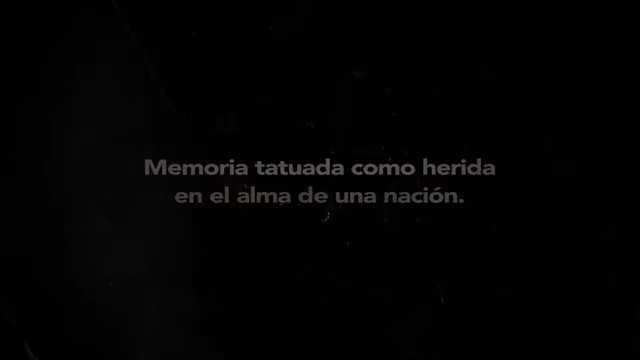 Memoria tatuada como herida
en el alma de una nación.